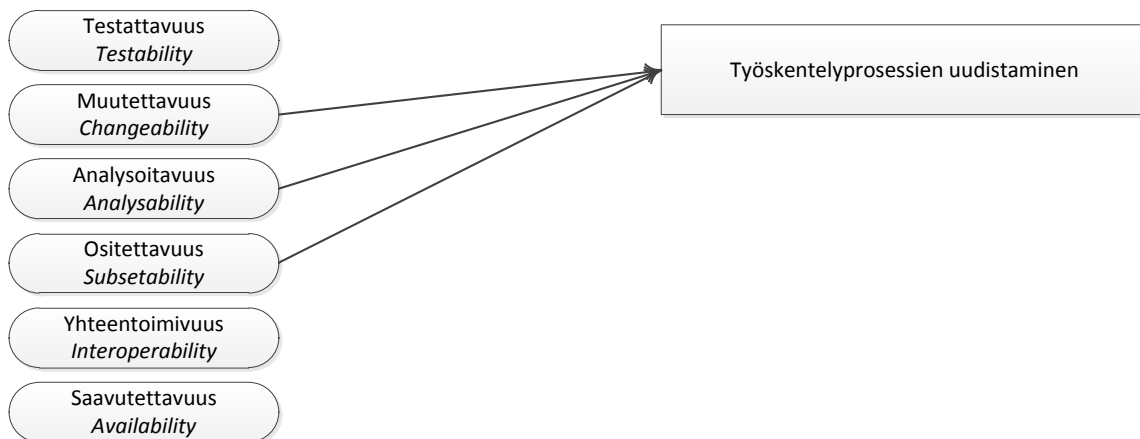 Testattavuus
Testability
Muutettavuus
Changeability
Analysoitavuus
Analysability
Ositettavuus
Subsetability
Yhteentoimivuus
Interoperability
Saavutettavuus
Availability
Työskentelyprosessien uudistaminen